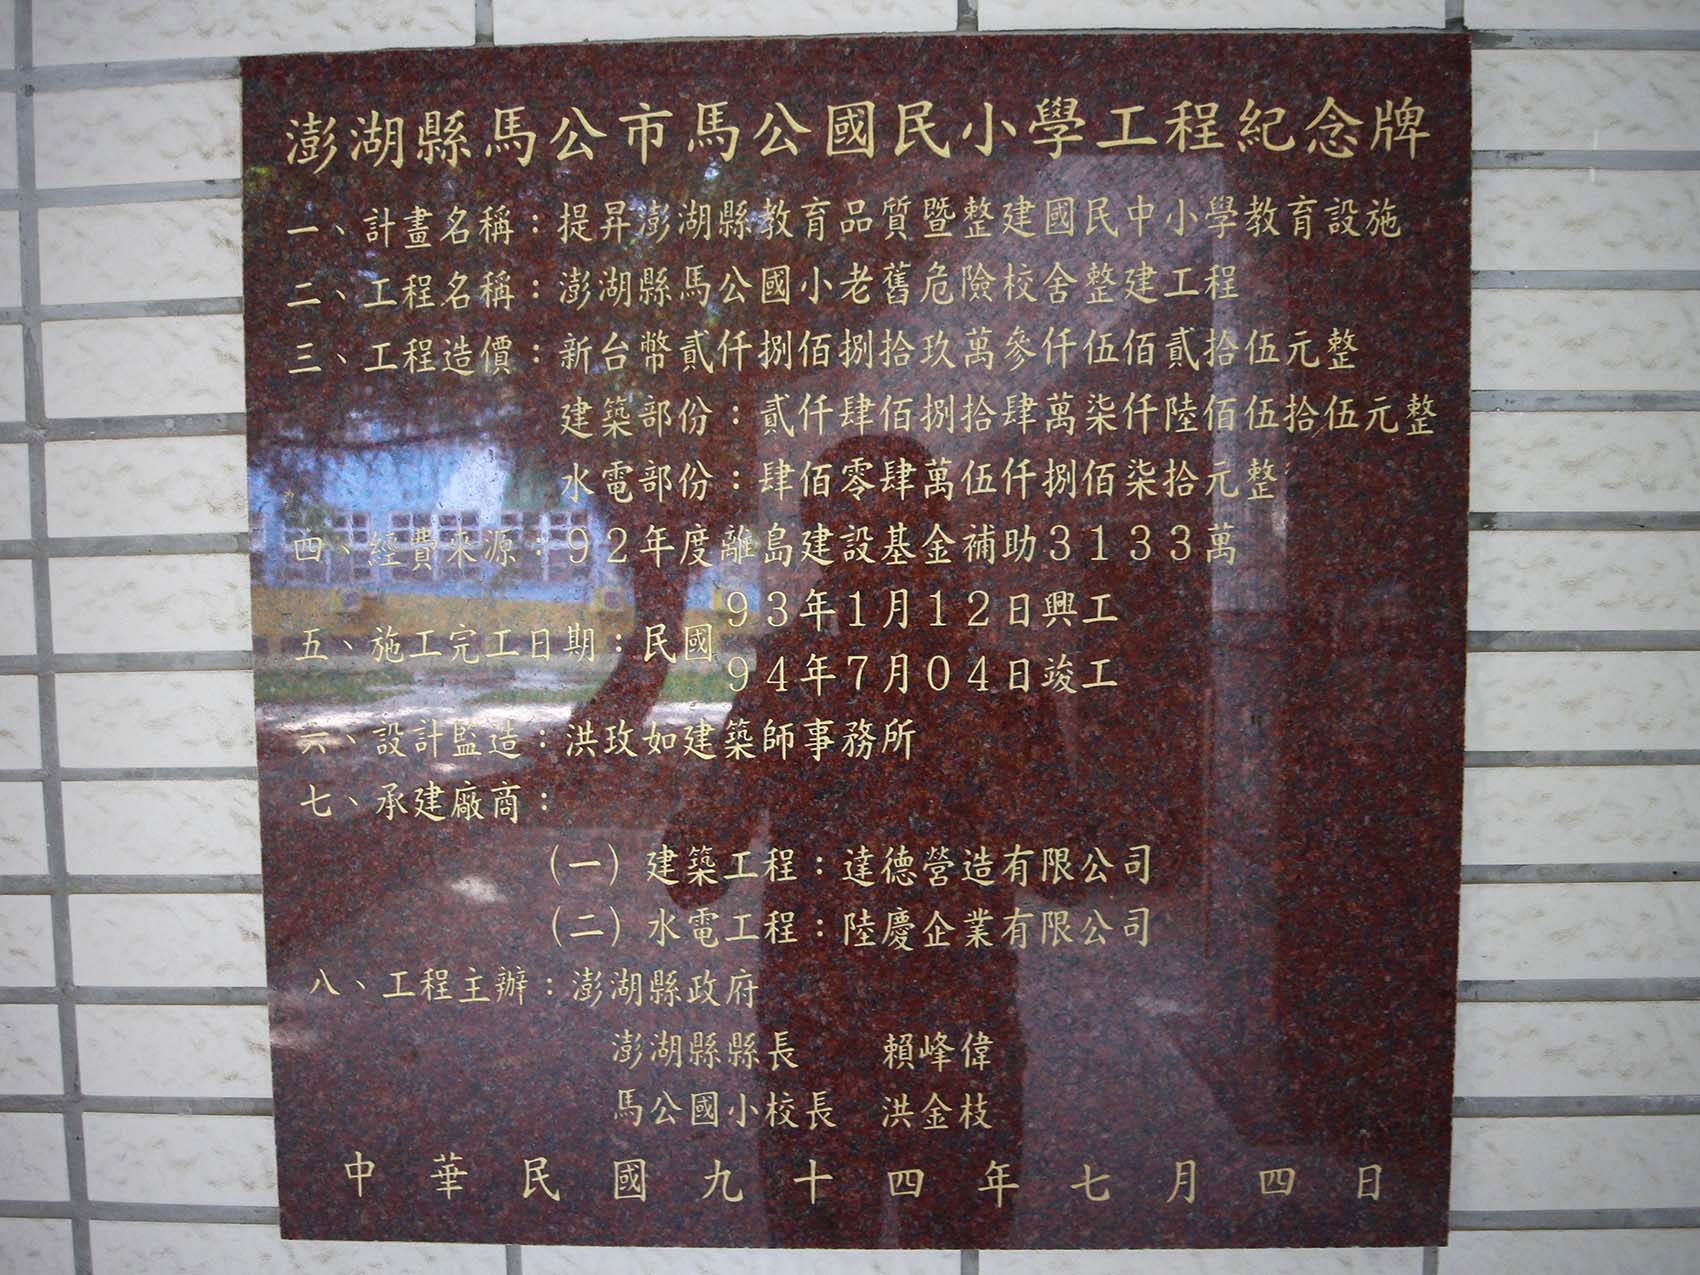 澎湖縣馬公市馬公國民小學工程紀念牌
一、計畫名稱：提昇澎湖縣教育品質暨整建國民中小學教育設施
二、工程名稱：澎湖縣馬公國小老舊危險校舍整建工程
三、工程造價：新台幣貳仟捌佰捌拾玖萬參仟伍佰貳拾伍元整
建築部份：貳仟肆佰捌拾肆萬柒仟陸佰伍拾伍元整
水電部份：肆佰零肆萬伍仟捌佰柒拾元整
四、經費來源：９２年度離島建設基金補助３１３３萬
五、施工完工日期：民國
９３年１月１２日興工
９４年７月０４日竣工
六、設計監造：洪玫如建築師事務所
七、承建廠商：
（一）建築工程：達德營造有限公司
（二）水電工程：陸慶企業有限公司
八、工程主辦：澎湖縣政府
澎湖縣縣長　賴峰偉
馬公國小校長　洪金枝
中華民國九十四年七月四日